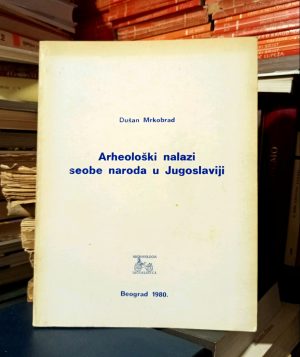 Dušan Mrkobrad
Arheološki nalazi
seobe naroda u Jugoslaviji
Beograd 1980.